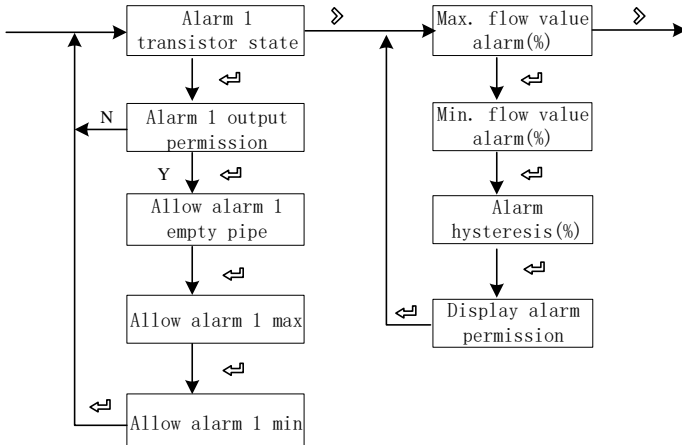 Alarm 1
transistor state
N
Alarm 1 output
permission
Y
Allow alarm 1
empty pipe
Allow alarm 1 max
Allow alarm 1 min
Max. flow value
alarm(%)
Min. flow value
alarm(%)
Alarm
hysteresis(%)
Display alarm
permission